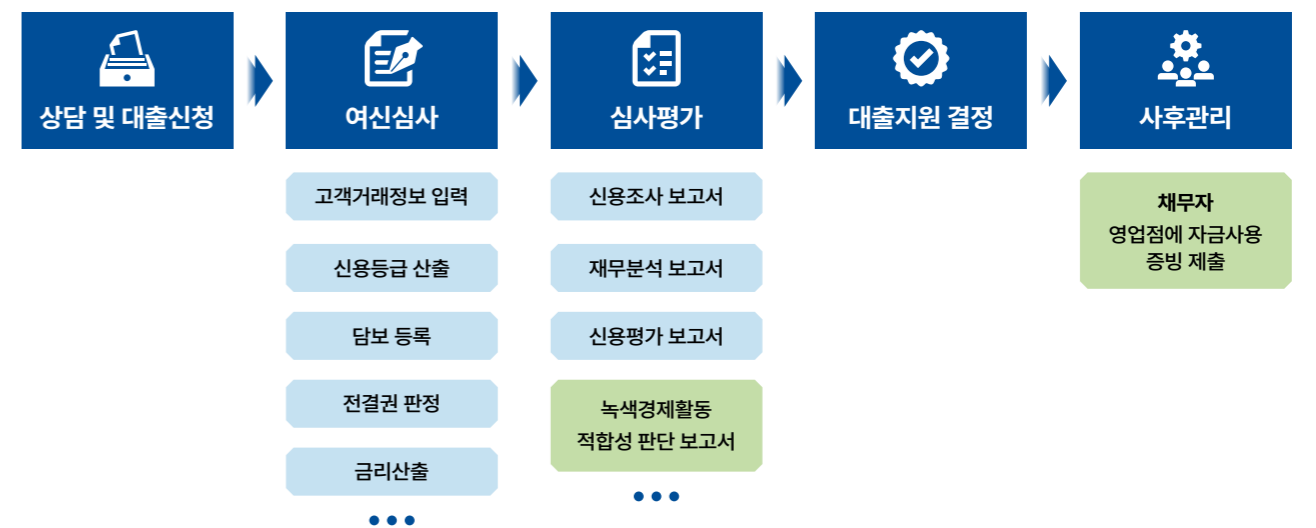 상담 및 대출신청
여신심사
심사평가
대출지원 결정
사후관리
고객거래정보 입력
신용등급 산출
담보 등록
전결권 판정
금리산출
신용조사 보고서
재무분석 보고서
신용평가 보고서
녹색경제활동
적합성 판단 보고서
채무자
영업점에 자금사용
증빙 제출